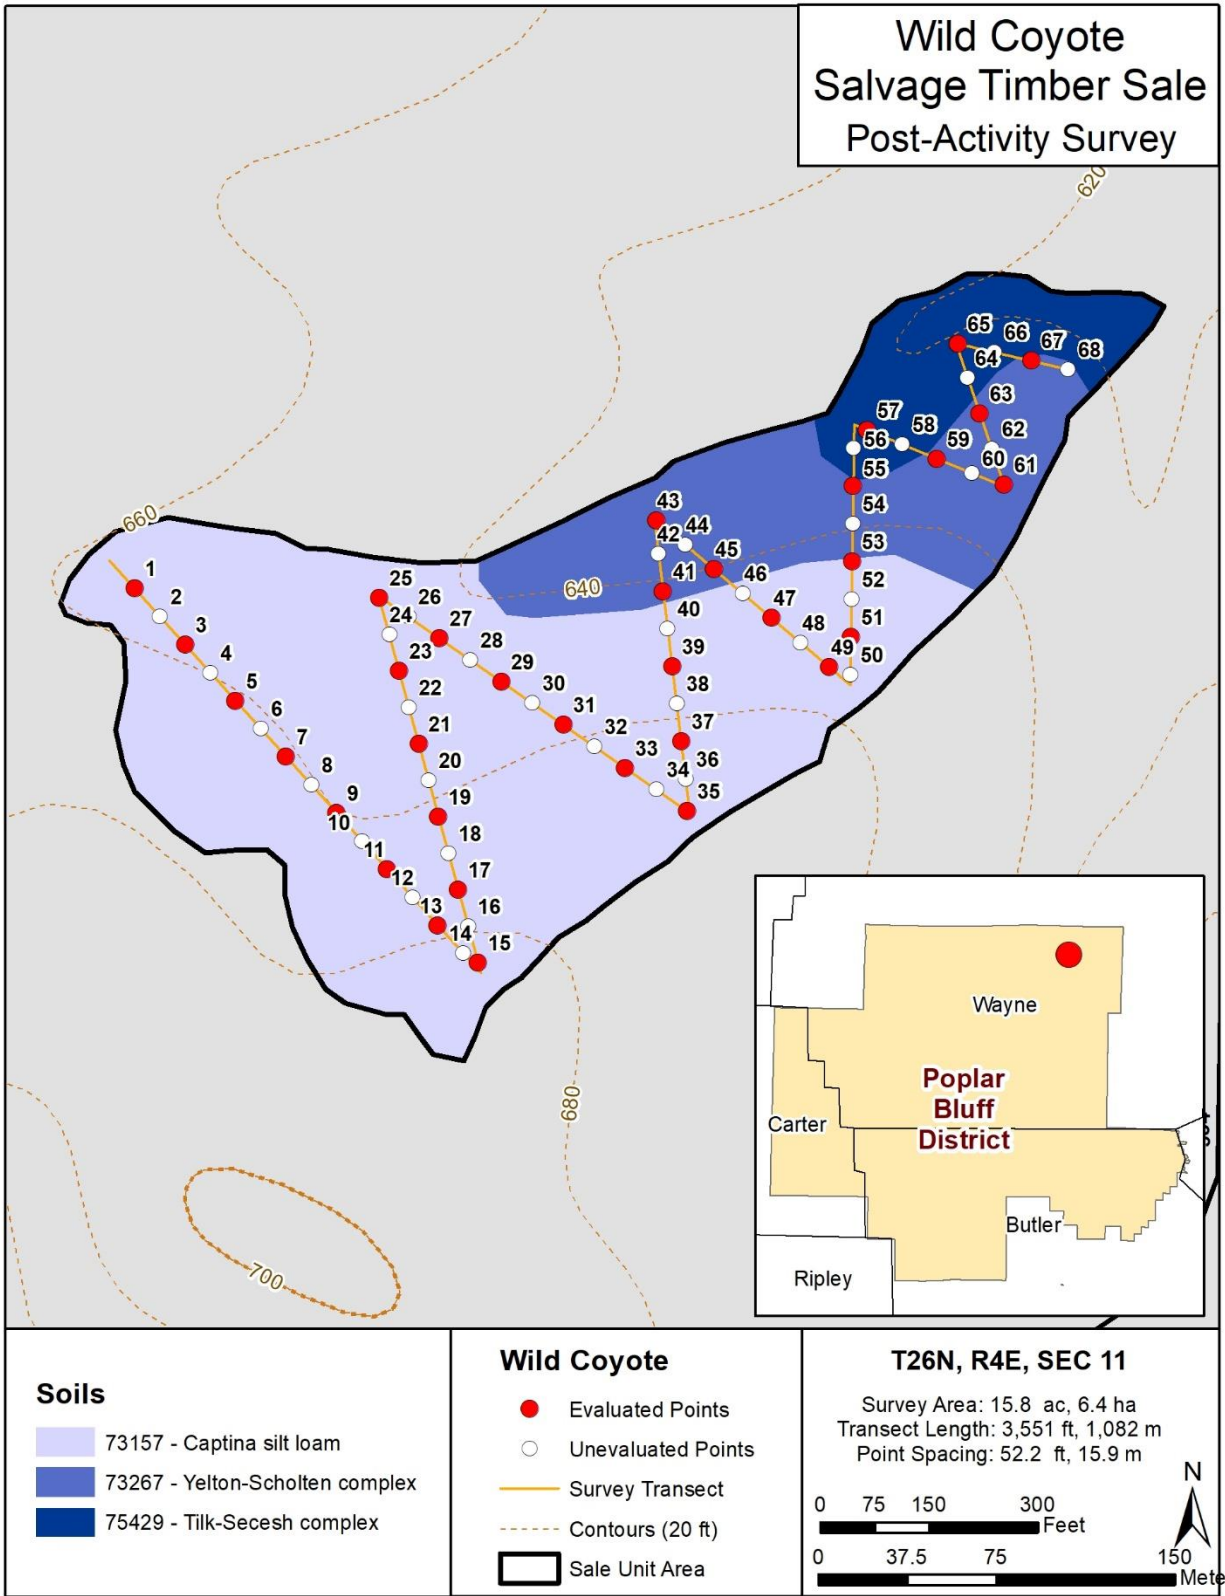 Wild Coyote
Salvage Timber Sale
Post-Activity Survey
620
660
640
680
700
1
2
3
4
5
6
7
8
9
10
11
12
13
14
15
16
17
18
19
20
21
22
23
24
25
26
27
28
29
30
31
32
33
34
35
36
37
38
39
40
41
42
43
44
45
46
47
48
49
50
51
52
53
54
55
56
57
58
59
60
61
62
63
64
65
66
67
68
Wayne
Poplar
Bluff
District
Carter
Butler
Ripley
Soils
73157 - Captina silt loam
73267 - Yelton-Scholten complex
75429 - Tilk-Secesh complex
Wild Coyote
Evaluated Points
Unevaluated Points
Survey Transect
Contours (20 ft)
Sale Unit Area
T26N, R4E, SEC 11
Survey Area: 15.8 ac, 6.4 ha
Transect Length: 3,551 ft, 1,082 m
Point Spacing: 52.2 ft, 15.9 m
N
0 75 150 300
Feet
0 37.5 75 150
Mete